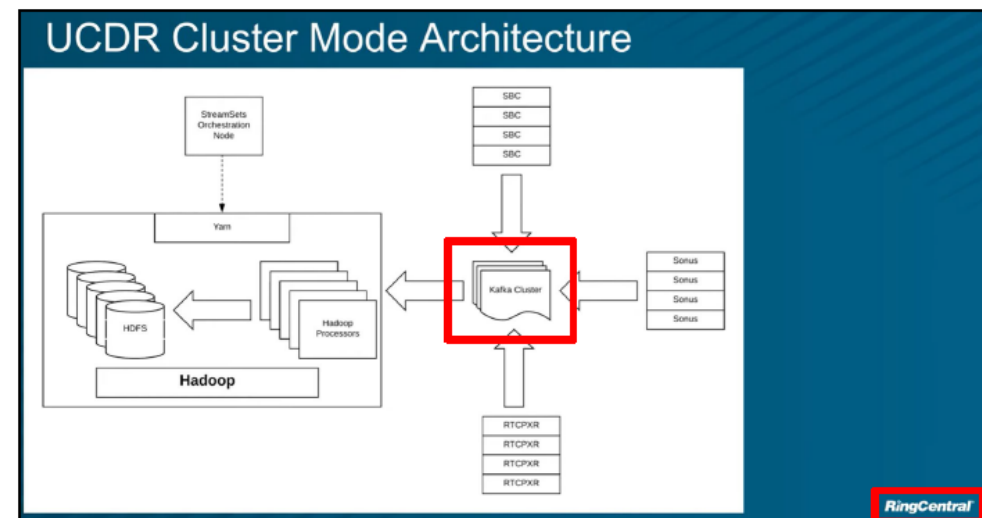 UCDR Cluster Mode Architecture
StreamSets
Orchestration
Node
SBC
SBC
SBC
SBC
Yarn
HDFS
Hadoop
Processors
Hadoop
Kafka Cluster
Sonus
Sonus
Sonus
Sonus
RTCPXR
RTCPXR
RTCPXR
RTCPXR
RingCentral